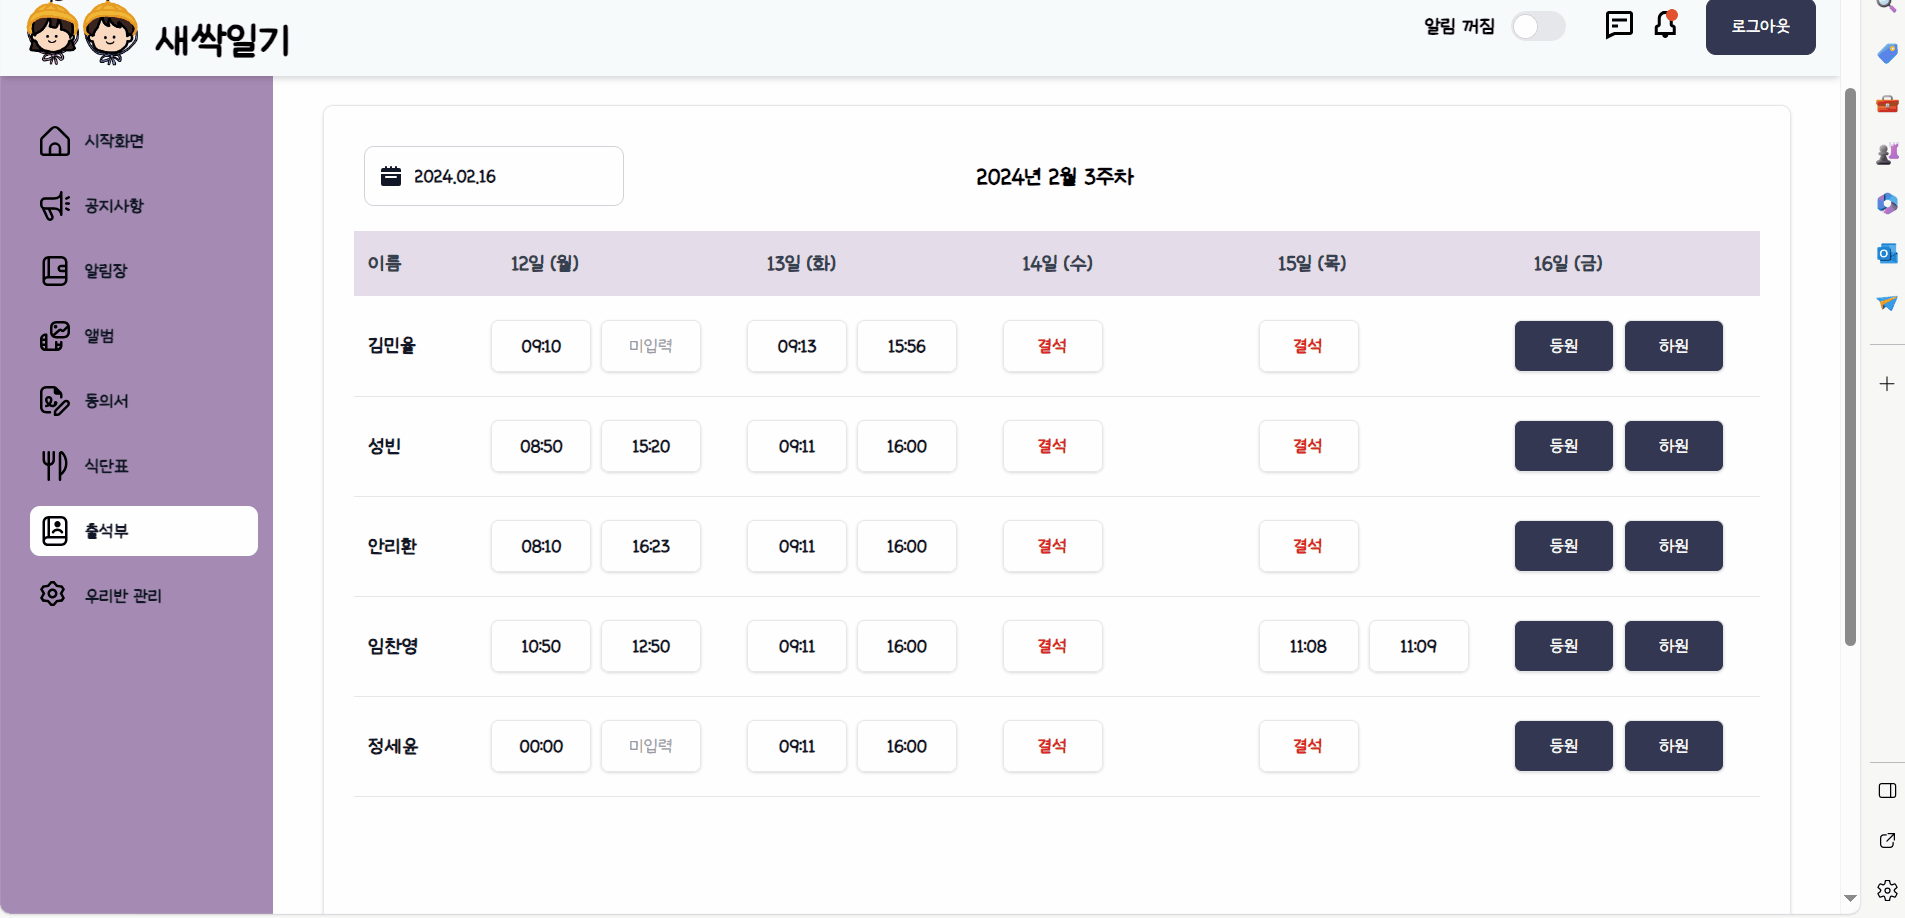 새싹일기
알림 꺼짐
로그아웃
시작화면
공지사항
알림장
앨범
동의서
식단표
출석부
우리반 관리
2024.02.16
2024년 2월 3주차
이름 12일 (월) 13일 (화) 14일 (수) 15일 (목) 16일 (금)
김민율 09:10 미입력 09:13 15:56 결석 결석 등원 하원
성빈 08:50 15:20 09:11 16:00 결석 결석 등원 하원
안리환 08:10 16:23 09:11 16:00 결석 결석 등원 하원
임찬영 10:50 12:50 09:11 16:00 결석 11:08 11:09 등원 하원
정세윤 00:00 미입력 09:11 16:00 결석 결석 등원 하원